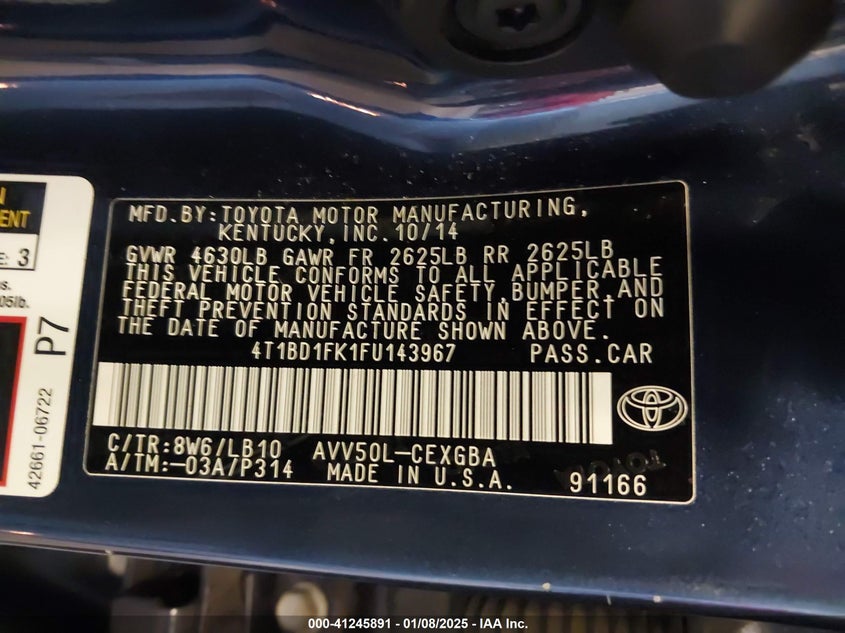 MFD.BY:TOYOTA MOTOR MANUFACTURING,
KENTUCKY,INC.10/14
GVWR 4630LB GAWR FR 2625LB RR 2625LB
THIS VEHICLE CONFORMS TO ALL APPLICABLE
FEDERAL MOTOR VEHICLE SAFETY,BUMPER,AND
THEFT PREVENTION STANDARDS IN EFFECT ON
THE DATE OF MANUFACTURE SHOWN ABOVE.
4T1BD1FK1FU143967 PASS.CAR
C/TR:8W6/LB10 AVV50L-CEXGBA
A/TM:-03A/P314 MADE IN U.S.A. 91166
TOYOTA
: 3
P7
42661-06722
000-41245891 - 01/08/2025 - IAA Inc.